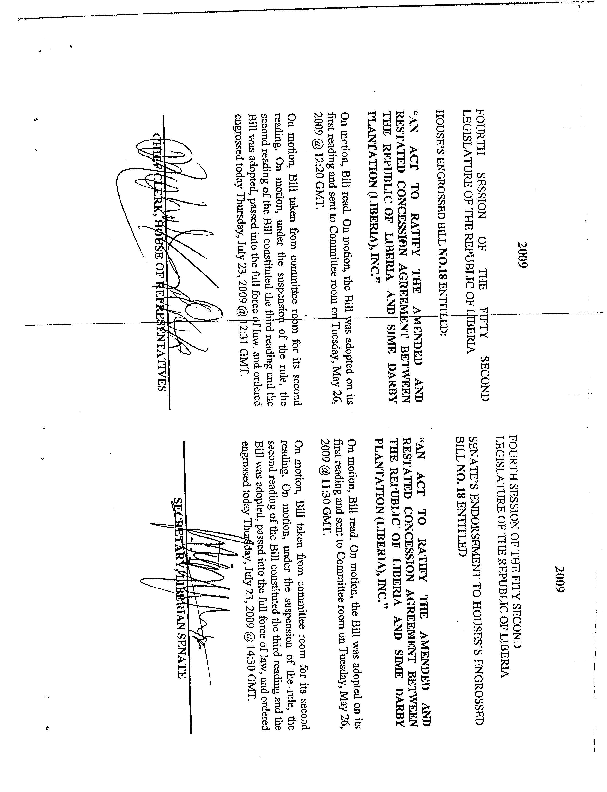 2009
FOURTH SESSION OF THE FIFTY SECOND
LEGISLATURE OF THE REPUBLIC OF LIBERIA
HOUSE'S ENGROSSED BILL NO.18 ENTITLED:
"AN ACT TO RATIFY THE AMENDED AND
RESTATED CONCESSION AGREEMENT BETWEEN
THE REPUBLIC OF LIBERIA AND SIME DARBY
PLANTATION (LIBERIA), INC."
On motion, Bill read. On motion, the Bill was adopted on its
first reading and sent to Committee room on Tuesday, May 26,
2009 @ 12:20 GMT.
On motion, Bill taken from committee room for its second
reading. On motion, under the suspension of the rule, the
second reading of the Bill constituted the third reading and the
Bill was adopted, passed into the full force of law, and ordered
engrossed today Thursday, July 23, 2009 @ 12:31 GMT.
CHIEF CLERK, HOUSE OF REPRESENTATIVES
2009
FOURTH SESSION OF THE FITY SECOND
LEGISLATURE OF THE REPUBLIC OF LIBERIA
SENATE'S ENDORSEMENT TO HOUSES'S ENGROSSED
BILL NO. 18 ENTITLED
"AN ACT TO RATIFY THE AMENDED AND
RESTATED CONCESSION AGREEMENT BETWEEN
THE REPUBLIC OF LIBERIA AND SIME DARBY
PLANTATION (LIBERIA), INC."
On motion, Bill read. On motion, the Bill was adopted on its
first reading and sent to Committee room on Tuesday, May 26,
2009 @ 11:30 GMT.
On motion, Bill taken from committee room for its second
reading. On motion, under the suspension of the rule, the
second reading of the Bill constituted the third reading and the
Bill was adopted, passed into the full force of law, and ordered
engrossed today Thursday, July 23, 2009 @ 14:30 GMT.
SECRETARY, LIBERIAN SENATE